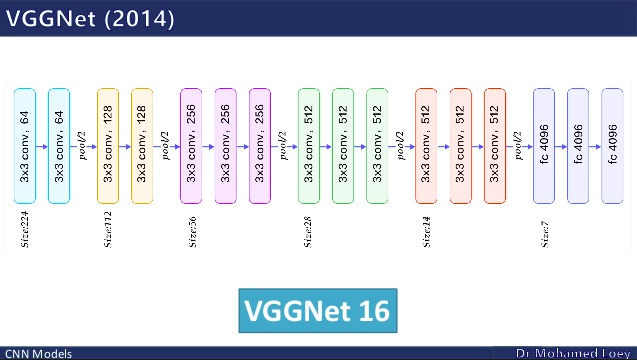 VGGNet (2014)
3x3 conv, 64
3x3 conv, 64
pool/2
3x3 conv, 128
3x3 conv, 128
pool/2
3x3 conv, 256
3x3 conv, 256
3x3 conv, 256
pool/2
3x3 conv, 512
3x3 conv, 512
3x3 conv, 512
pool/2
3x3 conv, 512
3x3 conv, 512
3x3 conv, 512
pool/2
fc 4096
fc 4096
fc 4096
Size:224
Size:112
Size:56
Size:28
Size:14
Size:7
VGGNet 16
CNN Models
Dr Mohamed Loey